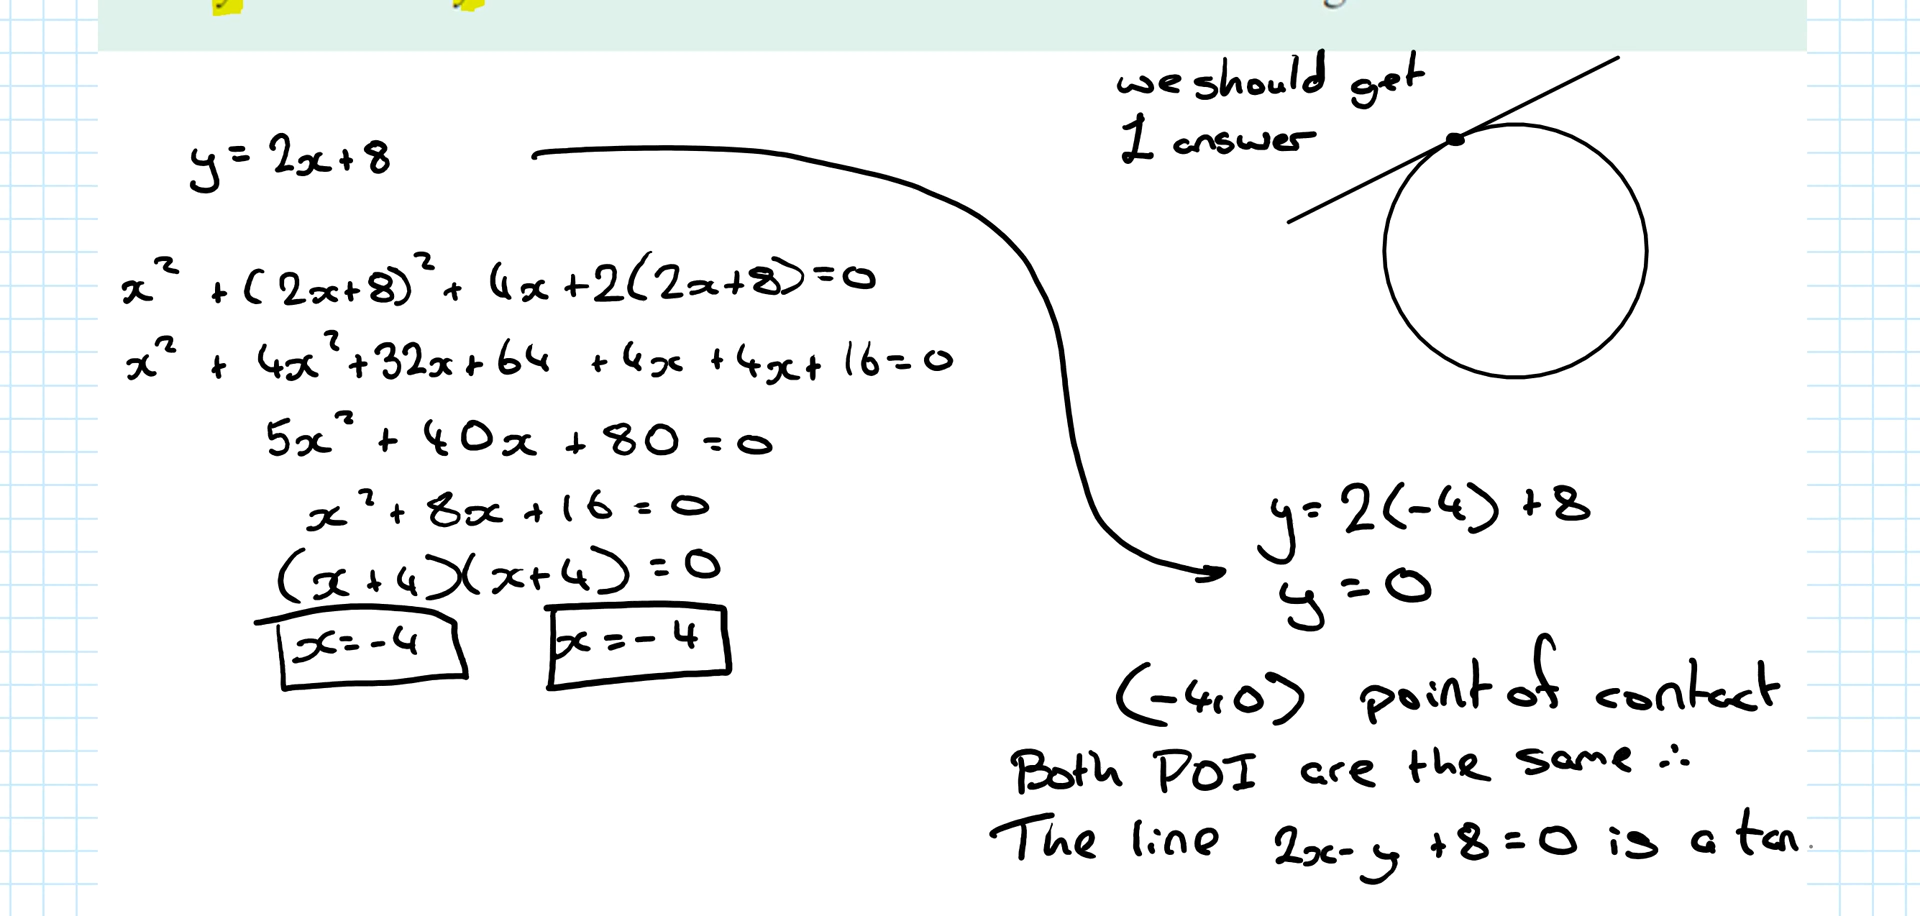 y = 2x + 8
x² + (2x+8)² + 4x + 2(2x+8) = 0
x² + 4x² + 32x + 64 + 4x + 4x + 16 = 0
5x² + 40x + 80 = 0
x² + 8x + 16 = 0
(x+4)(x+4) = 0
x = -4 x = -4
we should get
1 answer
y = 2(-4) + 8
y = 0
(-4,0) point of contact
Both POI are the same ∴
The line 2x - y + 8 = 0 is a tan.